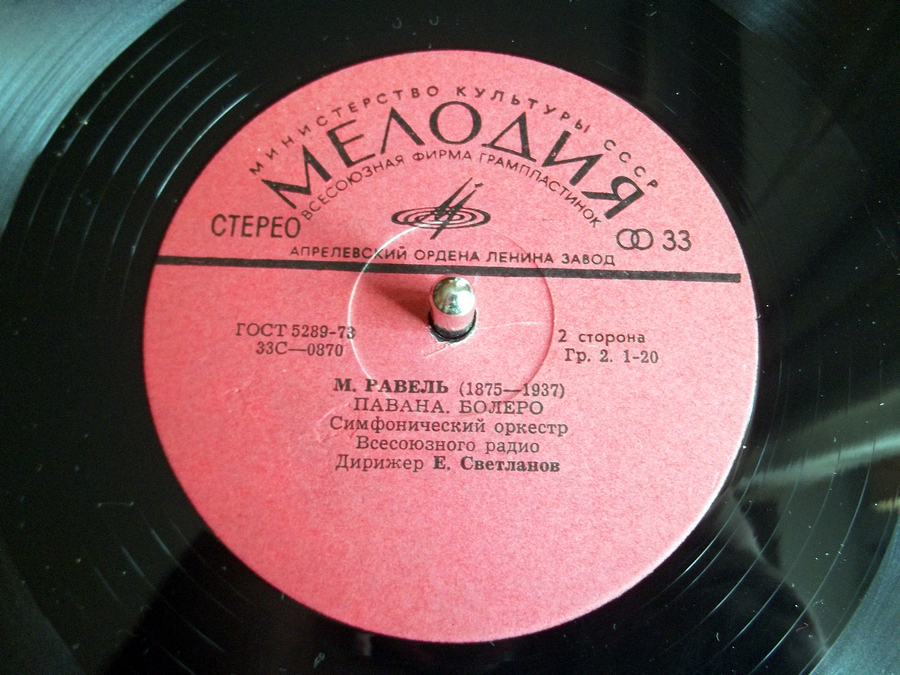 МИНИСТЕРСТВО КУЛЬТУРЫ СССР
МЕЛОДИЯ
ВСЕСОЮЗНАЯ ФИРМА ГРАМПЛАСТИНОК
СТЕРЕО
33
АПРЕЛЕВСКИЙ ОРДЕНА ЛЕНИНА ЗАВОД
ГОСТ 5289-73
33С—0870
2 сторона
Гр. 2. 1-20
М. РАВЕЛЬ (1875—1937)
ПАВАНА. БОЛЕРО
Симфонический оркестр
Всесоюзного радио
Дирижер Е. Светланов